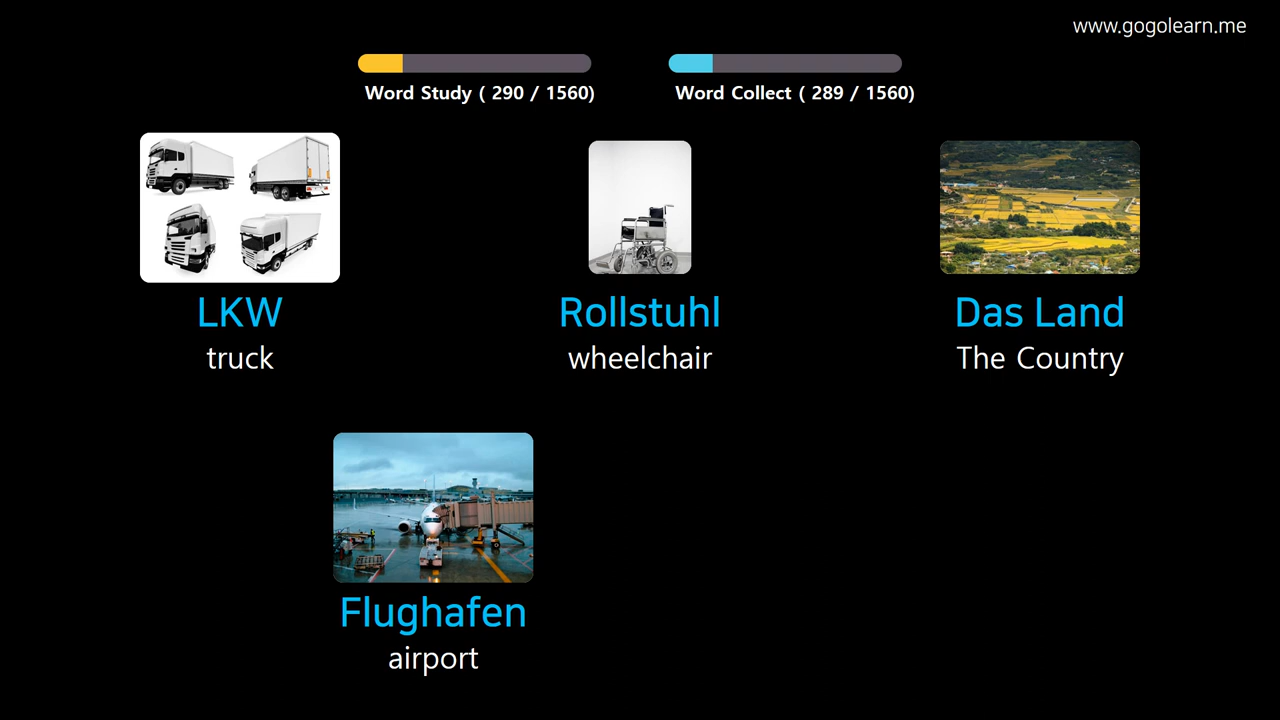 www.gogolearn.me
Word Study ( 290 / 1560)
Word Collect ( 289 / 1560)
LKW
truck
Rollstuhl
wheelchair
Das Land
The Country
Flughafen
airport